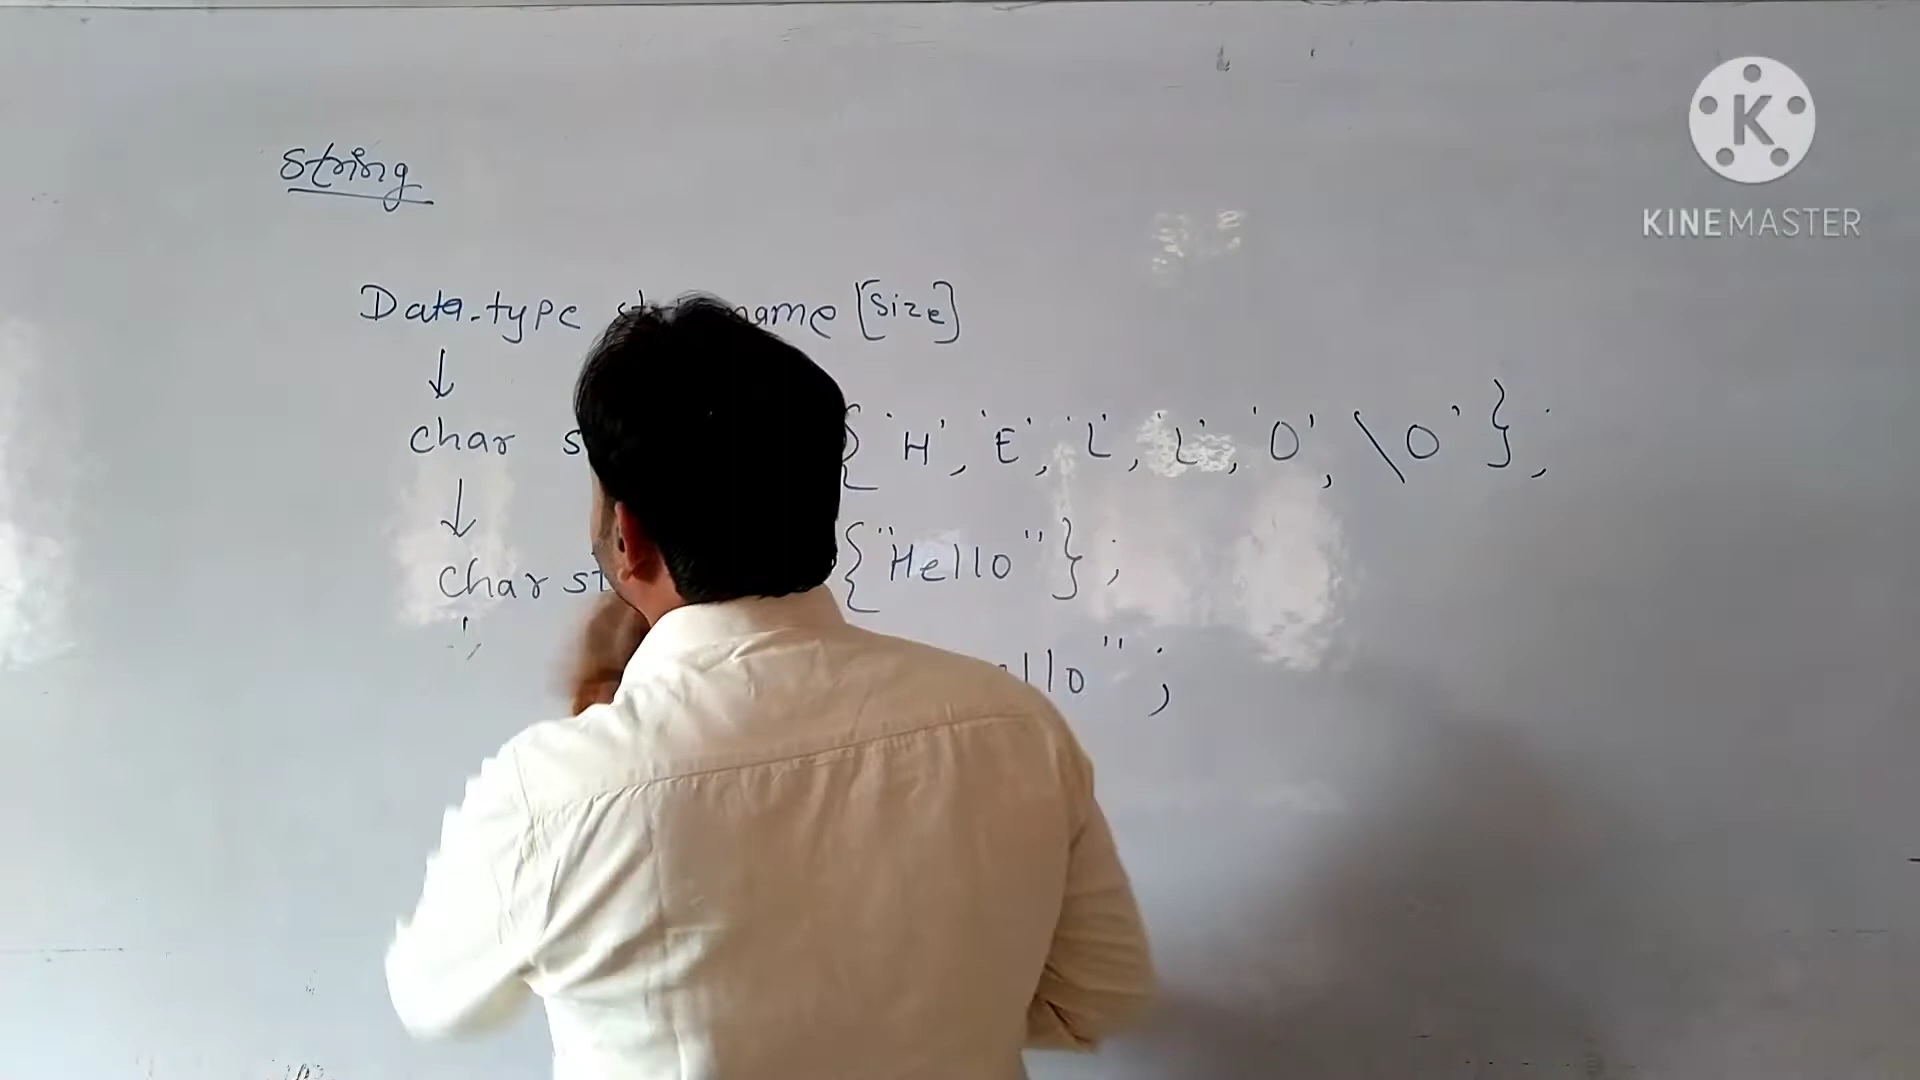 String
Data-type name [Size]
char { 'H', 'E', 'L', 'L', 'O', \0' };
char {"Hello"};
llo";
K
KINEMASTER